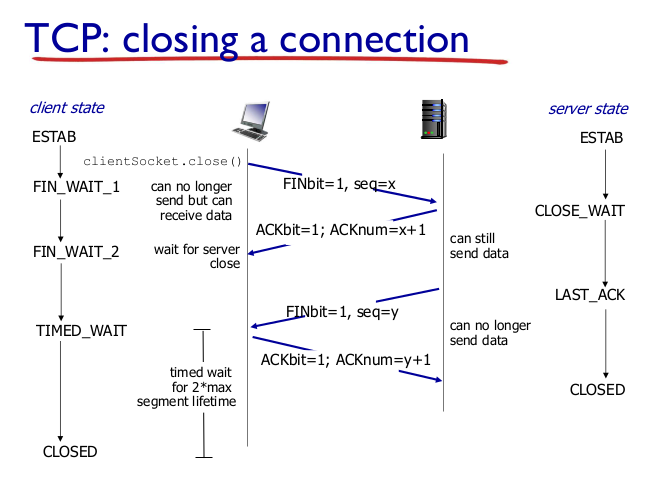 TCP: closing a connection
client state
server state
ESTAB
ESTAB
clientSocket.close()
FIN_WAIT_1
can no longer
send but can
receive data
FINbit=1, seq=x
CLOSE_WAIT
ACKbit=1; ACKnum=x+1
FIN_WAIT_2
wait for server
close
can still
send data
LAST_ACK
FINbit=1, seq=y
TIMED_WAIT
can no longer
send data
ACKbit=1; ACKnum=y+1
timed wait
for 2*max
segment lifetime
CLOSED
CLOSED